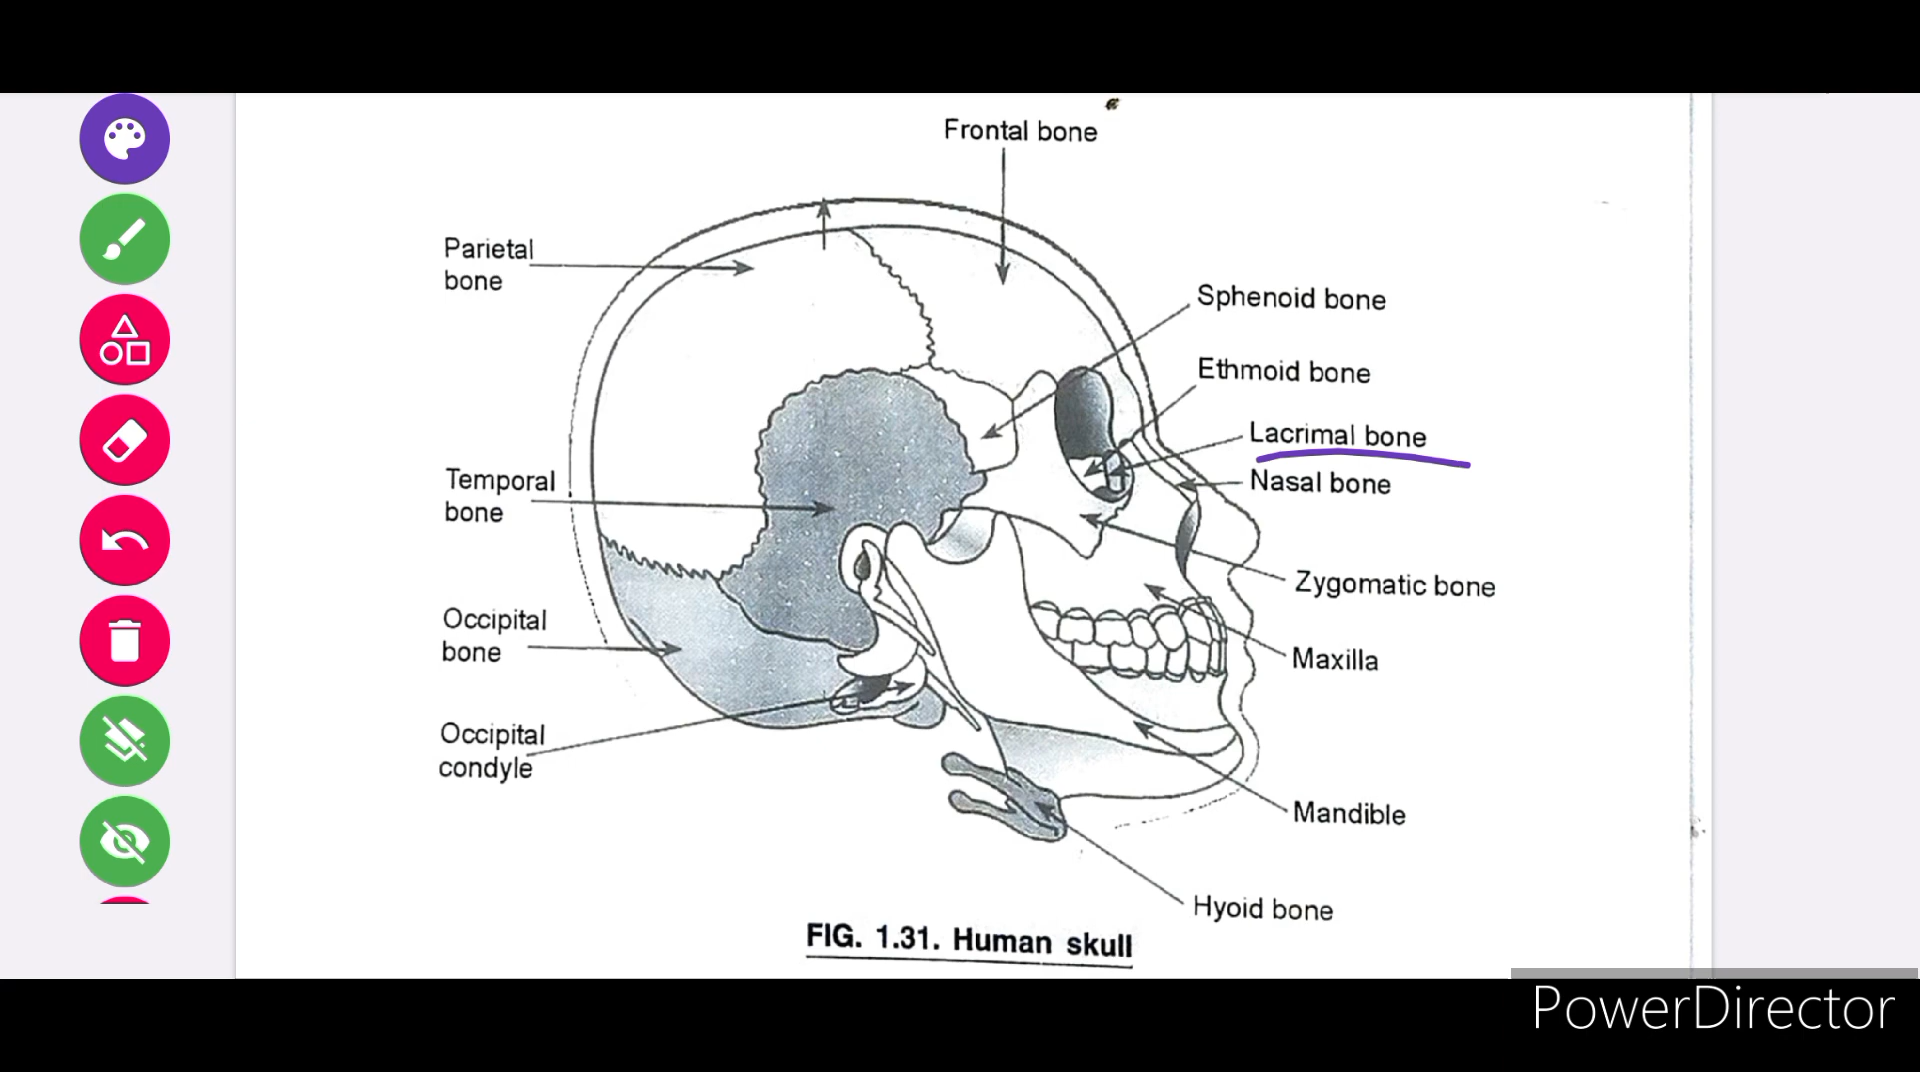 Frontal bone
Parietal
bone
Sphenoid bone
Ethmoid bone
Lacrimal bone
Nasal bone
Temporal
bone
Zygomatic bone
Occipital
bone
Maxilla
Occipital
condyle
Mandible
Hyoid bone
FIG. 1.31. Human skull
PowerDirector